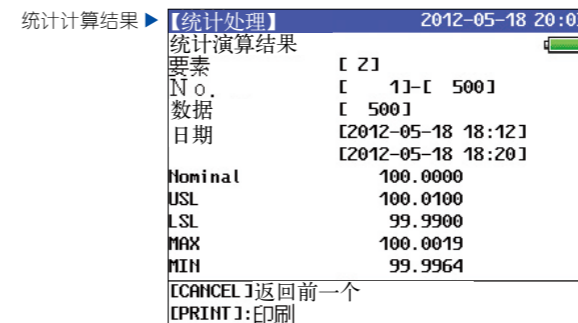 统计计算结果 ▶
【统计处理】 2012-05-18 20:0
统计演算结果
要素 [ Z]
No. [ 1]-[ 500]
数据 [ 500]
日期 [2012-05-18 18:12]
[2012-05-18 18:20]
Nominal 100.0000
USL 100.0100
LSL 99.9900
MAX 100.0019
MIN 99.9964
[CANCEL]返回前一个
[PRINT]:印刷